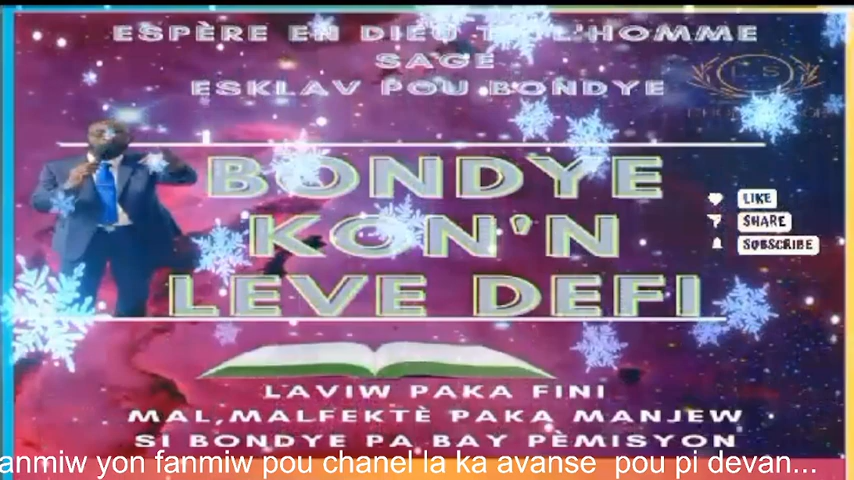 ESPÈRE EN DIEU L'HOMME
SAGE
ESKLAV POU BONDYE
BONDYE
KON'N
LEVE DEFI
LIKE
SHARE
SUBSCRIBE
LAVIW PAKA FINI
MAL,MALFEKTÈ PAKA MANJEW
SI BONDYE PA BAY PÈMISYON
anmiw yon fanmiw pou chanel la ka avanse pou pi devan...